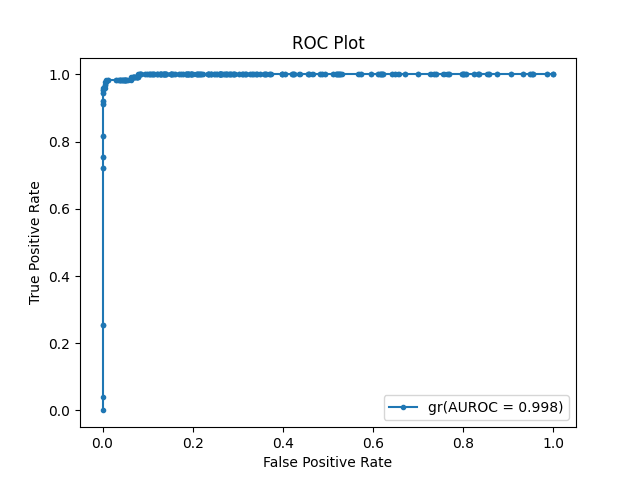 ROC Plot
True Positive Rate
1.0
0.8
0.6
0.4
0.2
0.0
gr(AUROC = 0.998)
0.0 0.2 0.4 0.6 0.8 1.0
False Positive Rate